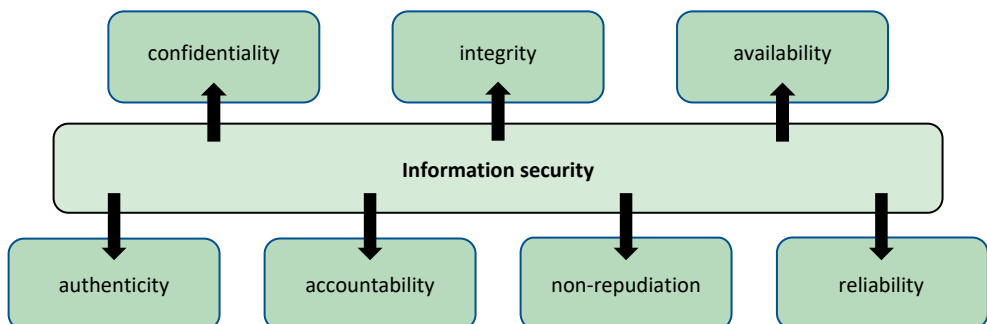 confidentiality
integrity
availability
Information security
authenticity
accountability
non-repudiation
reliability